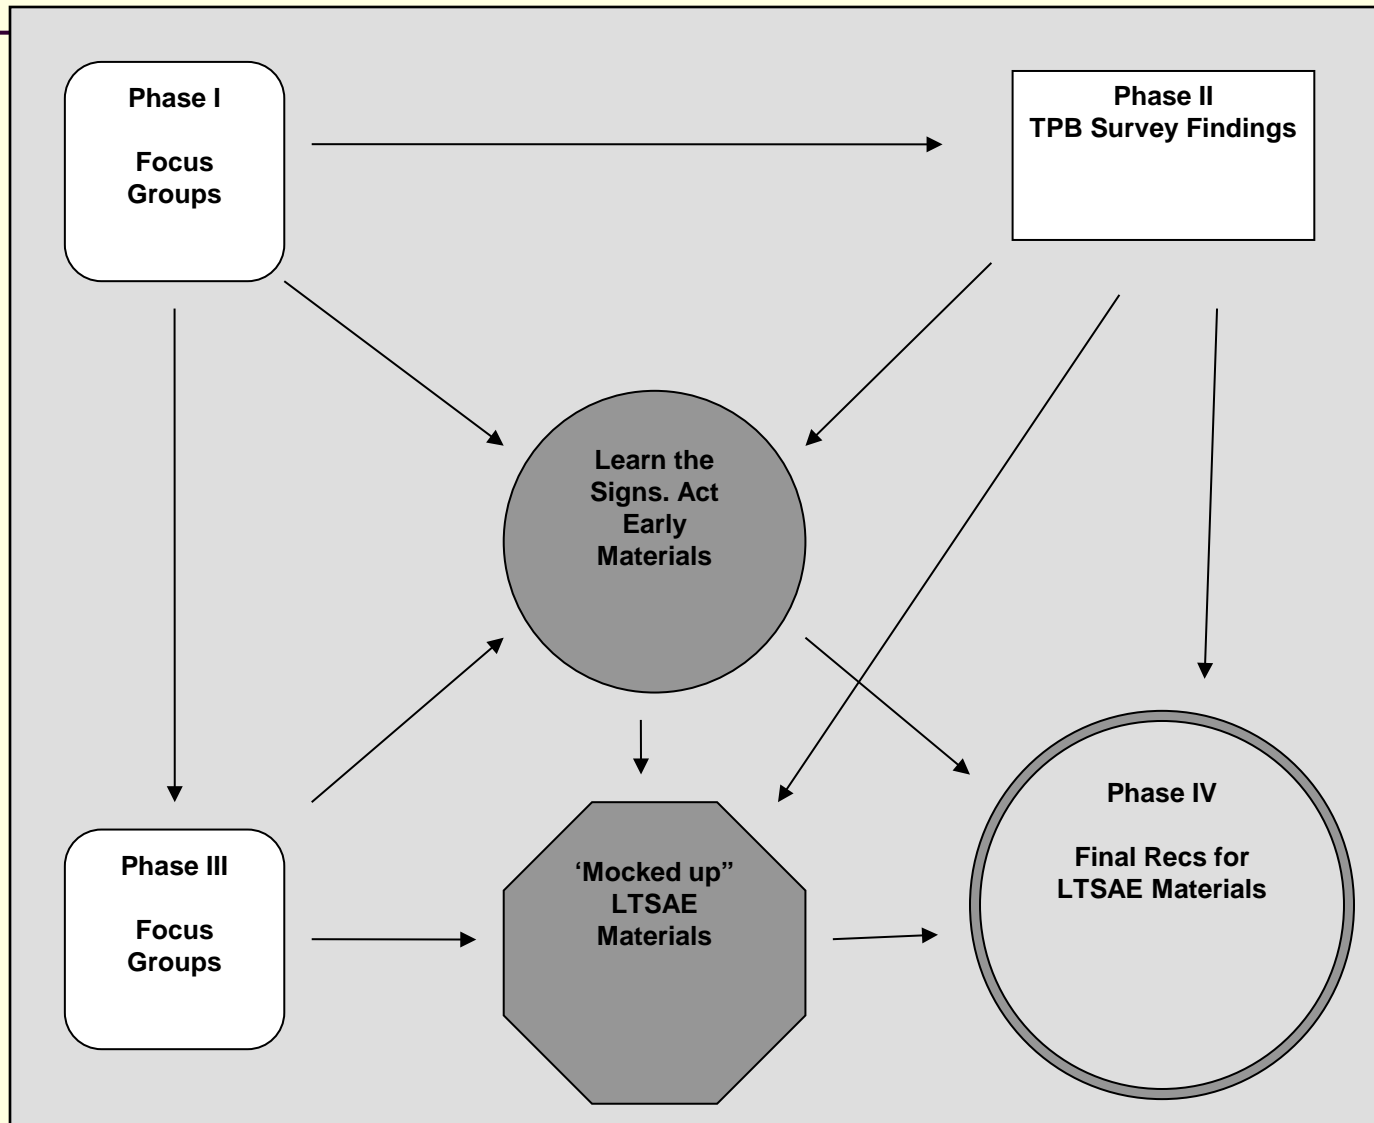 Phase I
Focus
Groups
Phase II
TPB Survey Findings
Learn the
Signs. Act
Early
Materials
Phase III
Focus
Groups
‘Mocked up”
LTSAE
Materials
Phase IV
Final Recs for
LTSAE Materials